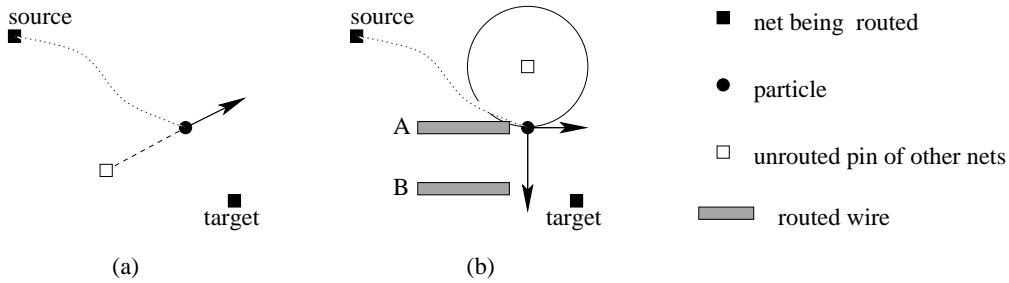 source
target
(a)
source
A
B
target
(b)
net being routed
particle
unrouted pin of other nets
routed wire